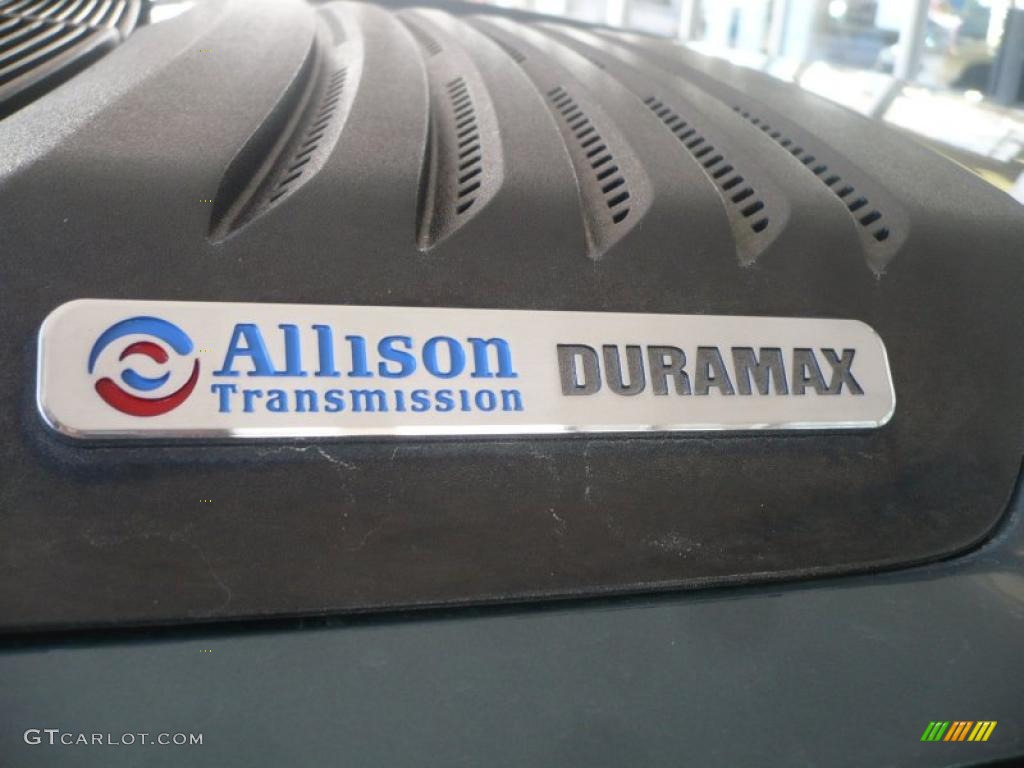 Allison
Transmission
DURAMAX
GTCARLOT.COM